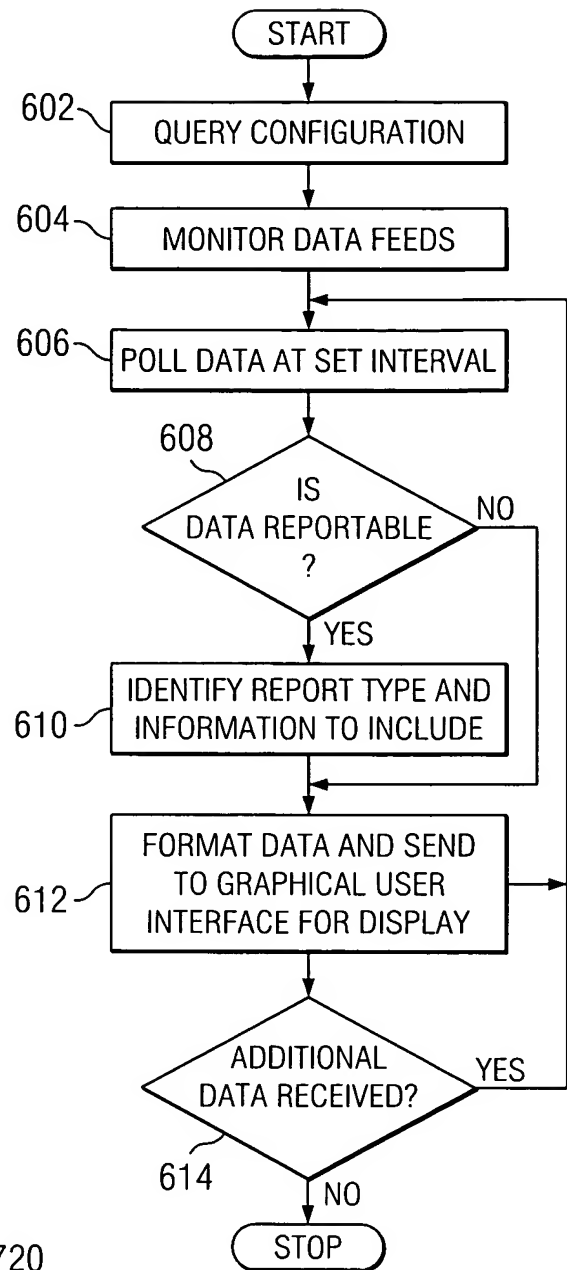 START
602
QUERY CONFIGURATION
604
MONITOR DATA FEEDS
606
POLL DATA AT SET INTERVAL
608
IS
DATA REPORTABLE
?
NO
YES
610
IDENTIFY REPORT TYPE AND
INFORMATION TO INCLUDE
612
FORMAT DATA AND SEND
TO GRAPHICAL USER
INTERFACE FOR DISPLAY
ADDITIONAL
DATA RECEIVED?
YES
614
NO
STOP
720